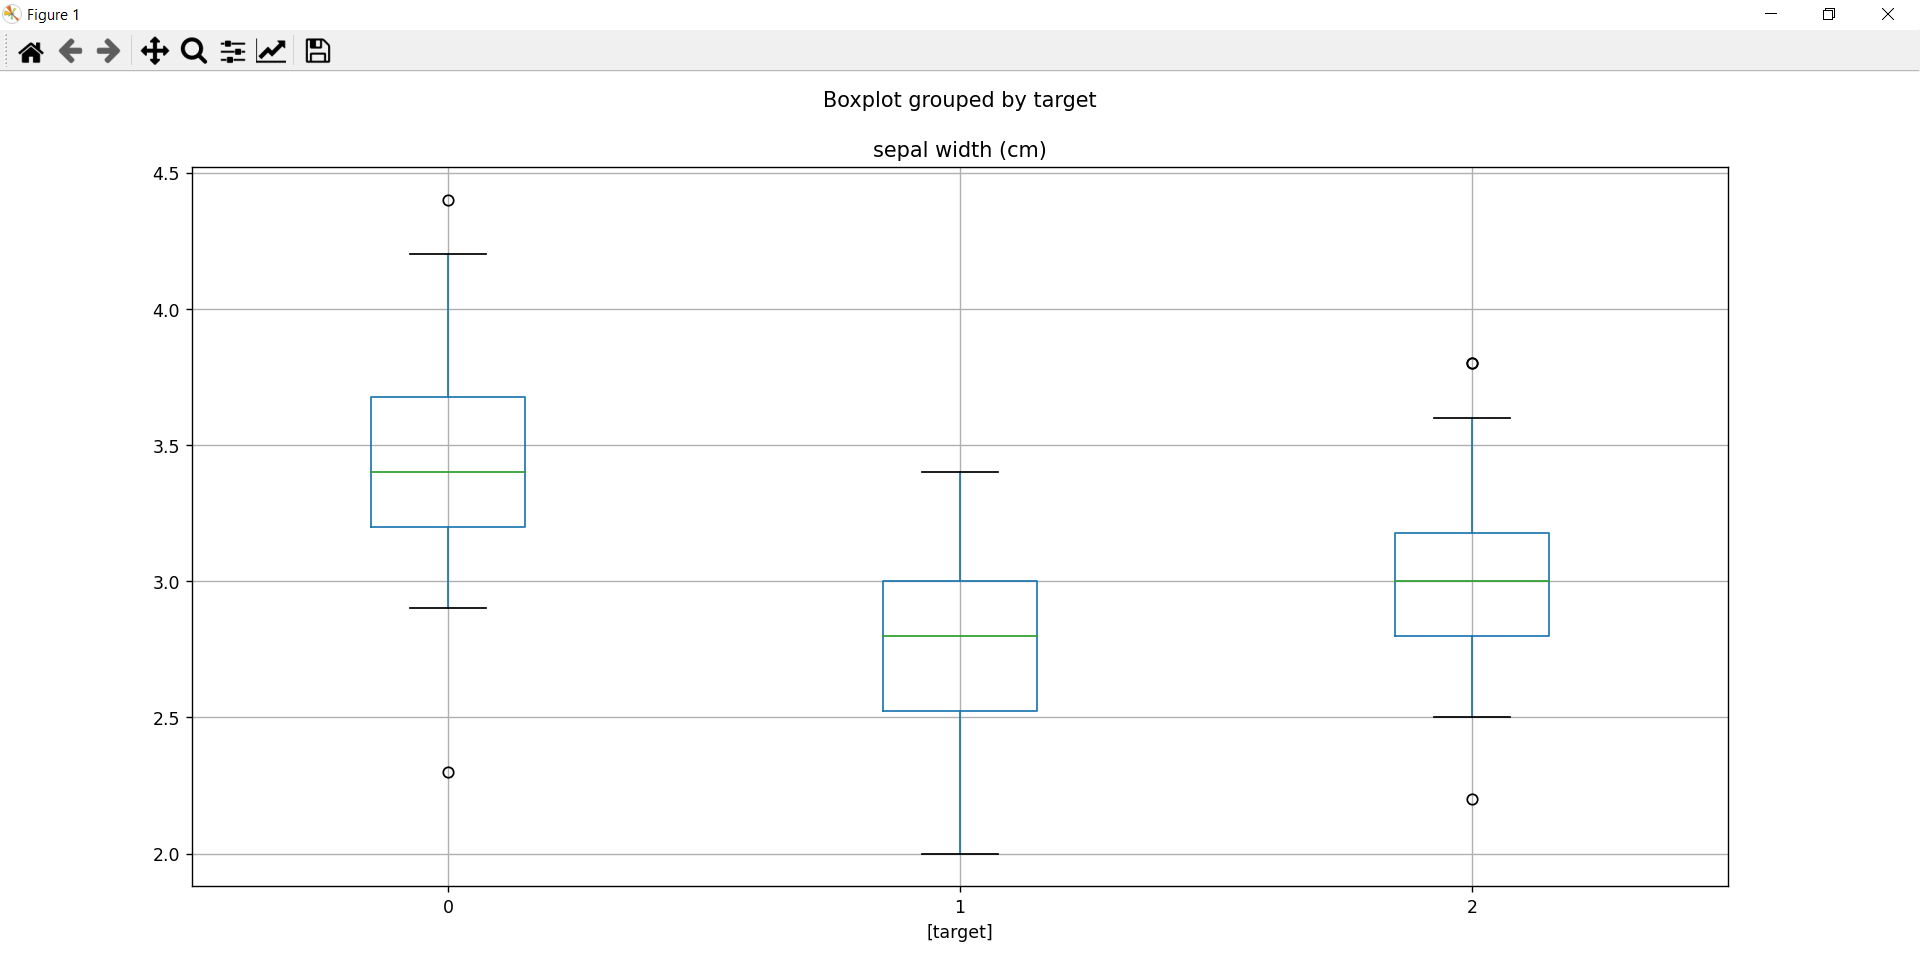 Figure 1
Boxplot grouped by target
sepal width (cm)
4.5
4.0
3.5
3.0
2.5
2.0
0 1 2
[target]